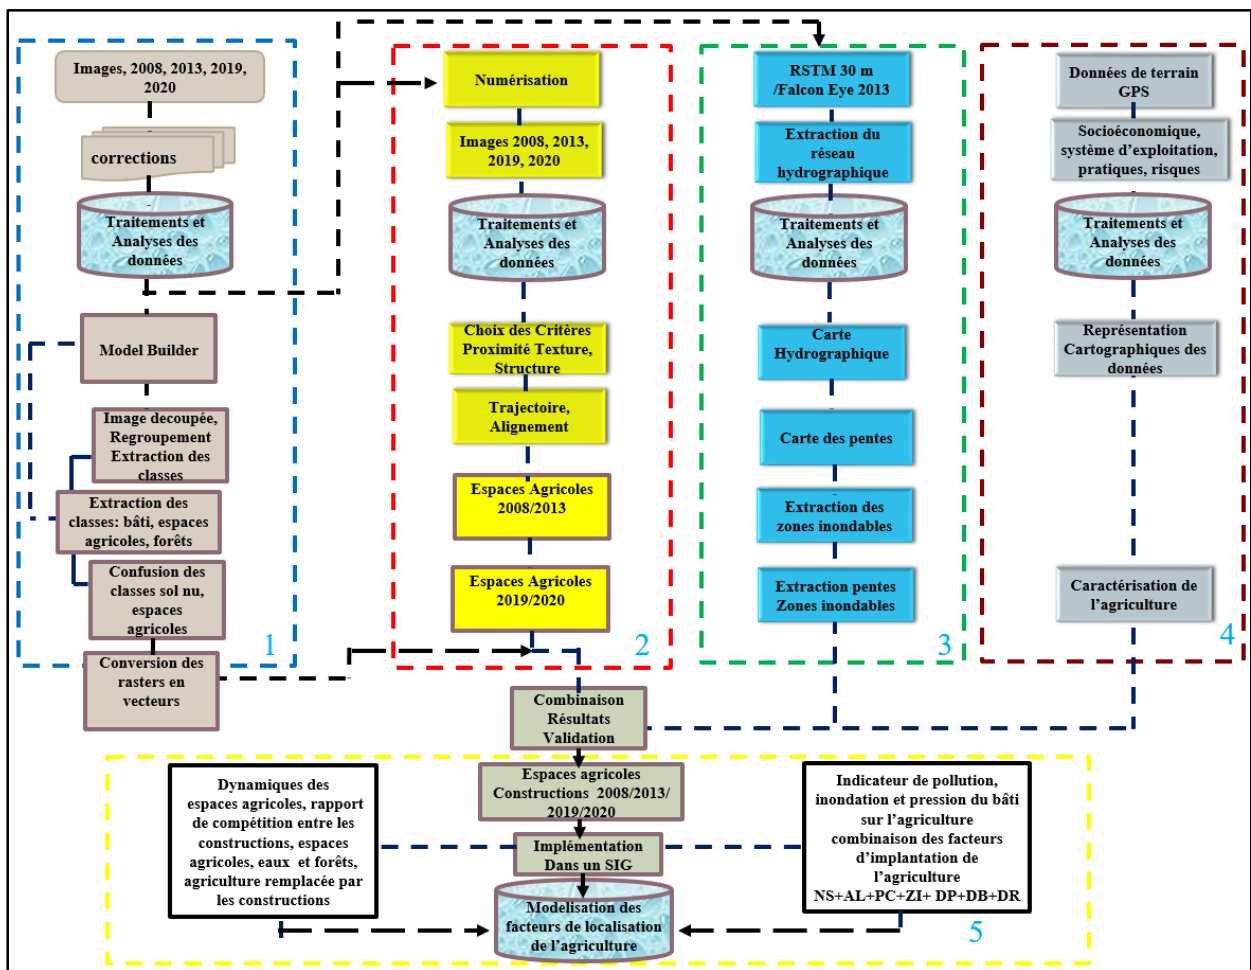 Images, 2008, 2013, 2019,
2020
corrections
Traitements et
Analyses des
données
Model Builder
Image decoupée,
Regroupement
Extraction des
classes
Extraction des
classes: bâti, espaces
agricoles, forêts
Confusion des
classes sol nu,
espaces
agricoles
1
Conversion des
rasters en
vecteurs
Numérisation
Images 2008, 2013,
2019, 2020
Traitements et
Analyses des
données
Choix des Critères
Proximité Texture,
Structure
Trajectoire,
Alignement
Espaces Agricoles
2008/2013
Espaces Agricoles
2019/2020
2
RSTM 30 m
/Falcon Eye 2013
Extraction du
réseau
hydrographique
Traitements et
Analyses des
données
Carte
Hydrographique
Carte des pentes
Extraction des
zones inondables
Extraction pentes
Zones inondables
3
Données de terrain
GPS
Socioéconomique,
système d’exploitation,
pratiques, risques
Traitements et
Analyses des
données
Représentation
Cartographiques des
données
Caractérisation de
l’agriculture
4
Combinaison
Résultats
Validation
Dynamiques des
espaces agricoles, rapport
de compétition entre les
constructions, espaces
agricoles, eaux et forêts,
agriculture remplacée par
les constructions
Espaces agricoles
Constructions 2008/2013/
2019/2020
Implémentation
Dans un SIG
Modelisation des
facteurs de localisation
de l’agriculture
Indicateur de pollution,
inondation et pression du bâti
sur l’agriculture
combinaison des facteurs
d’implantation de
l’agriculture
NS+AL+PC+ZI+ DP+DB+DR
5